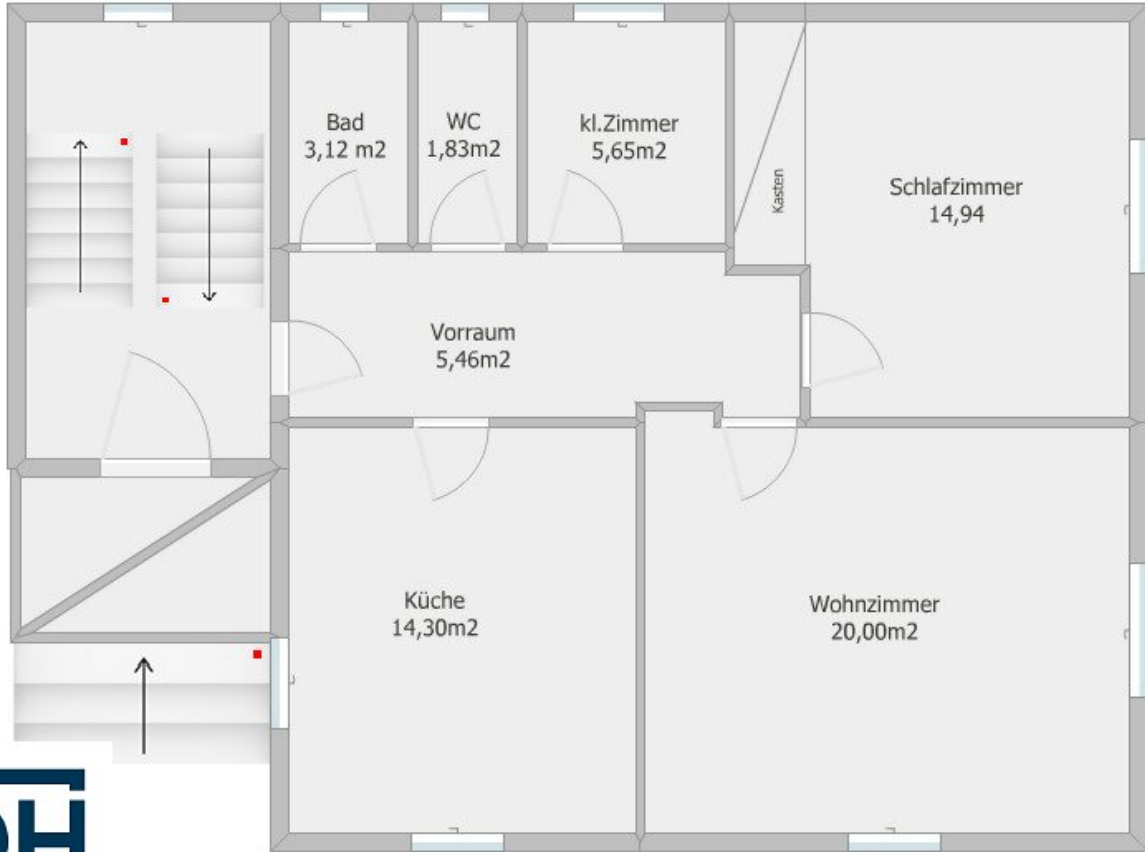 Bad
3,12 m2
WC
1,83m2
kl.Zimmer
5,65m2
Kasten
Schlafzimmer
14,94
Vorraum
5,46m2
Küche
14,30m2
Wohnzimmer
20,00m2